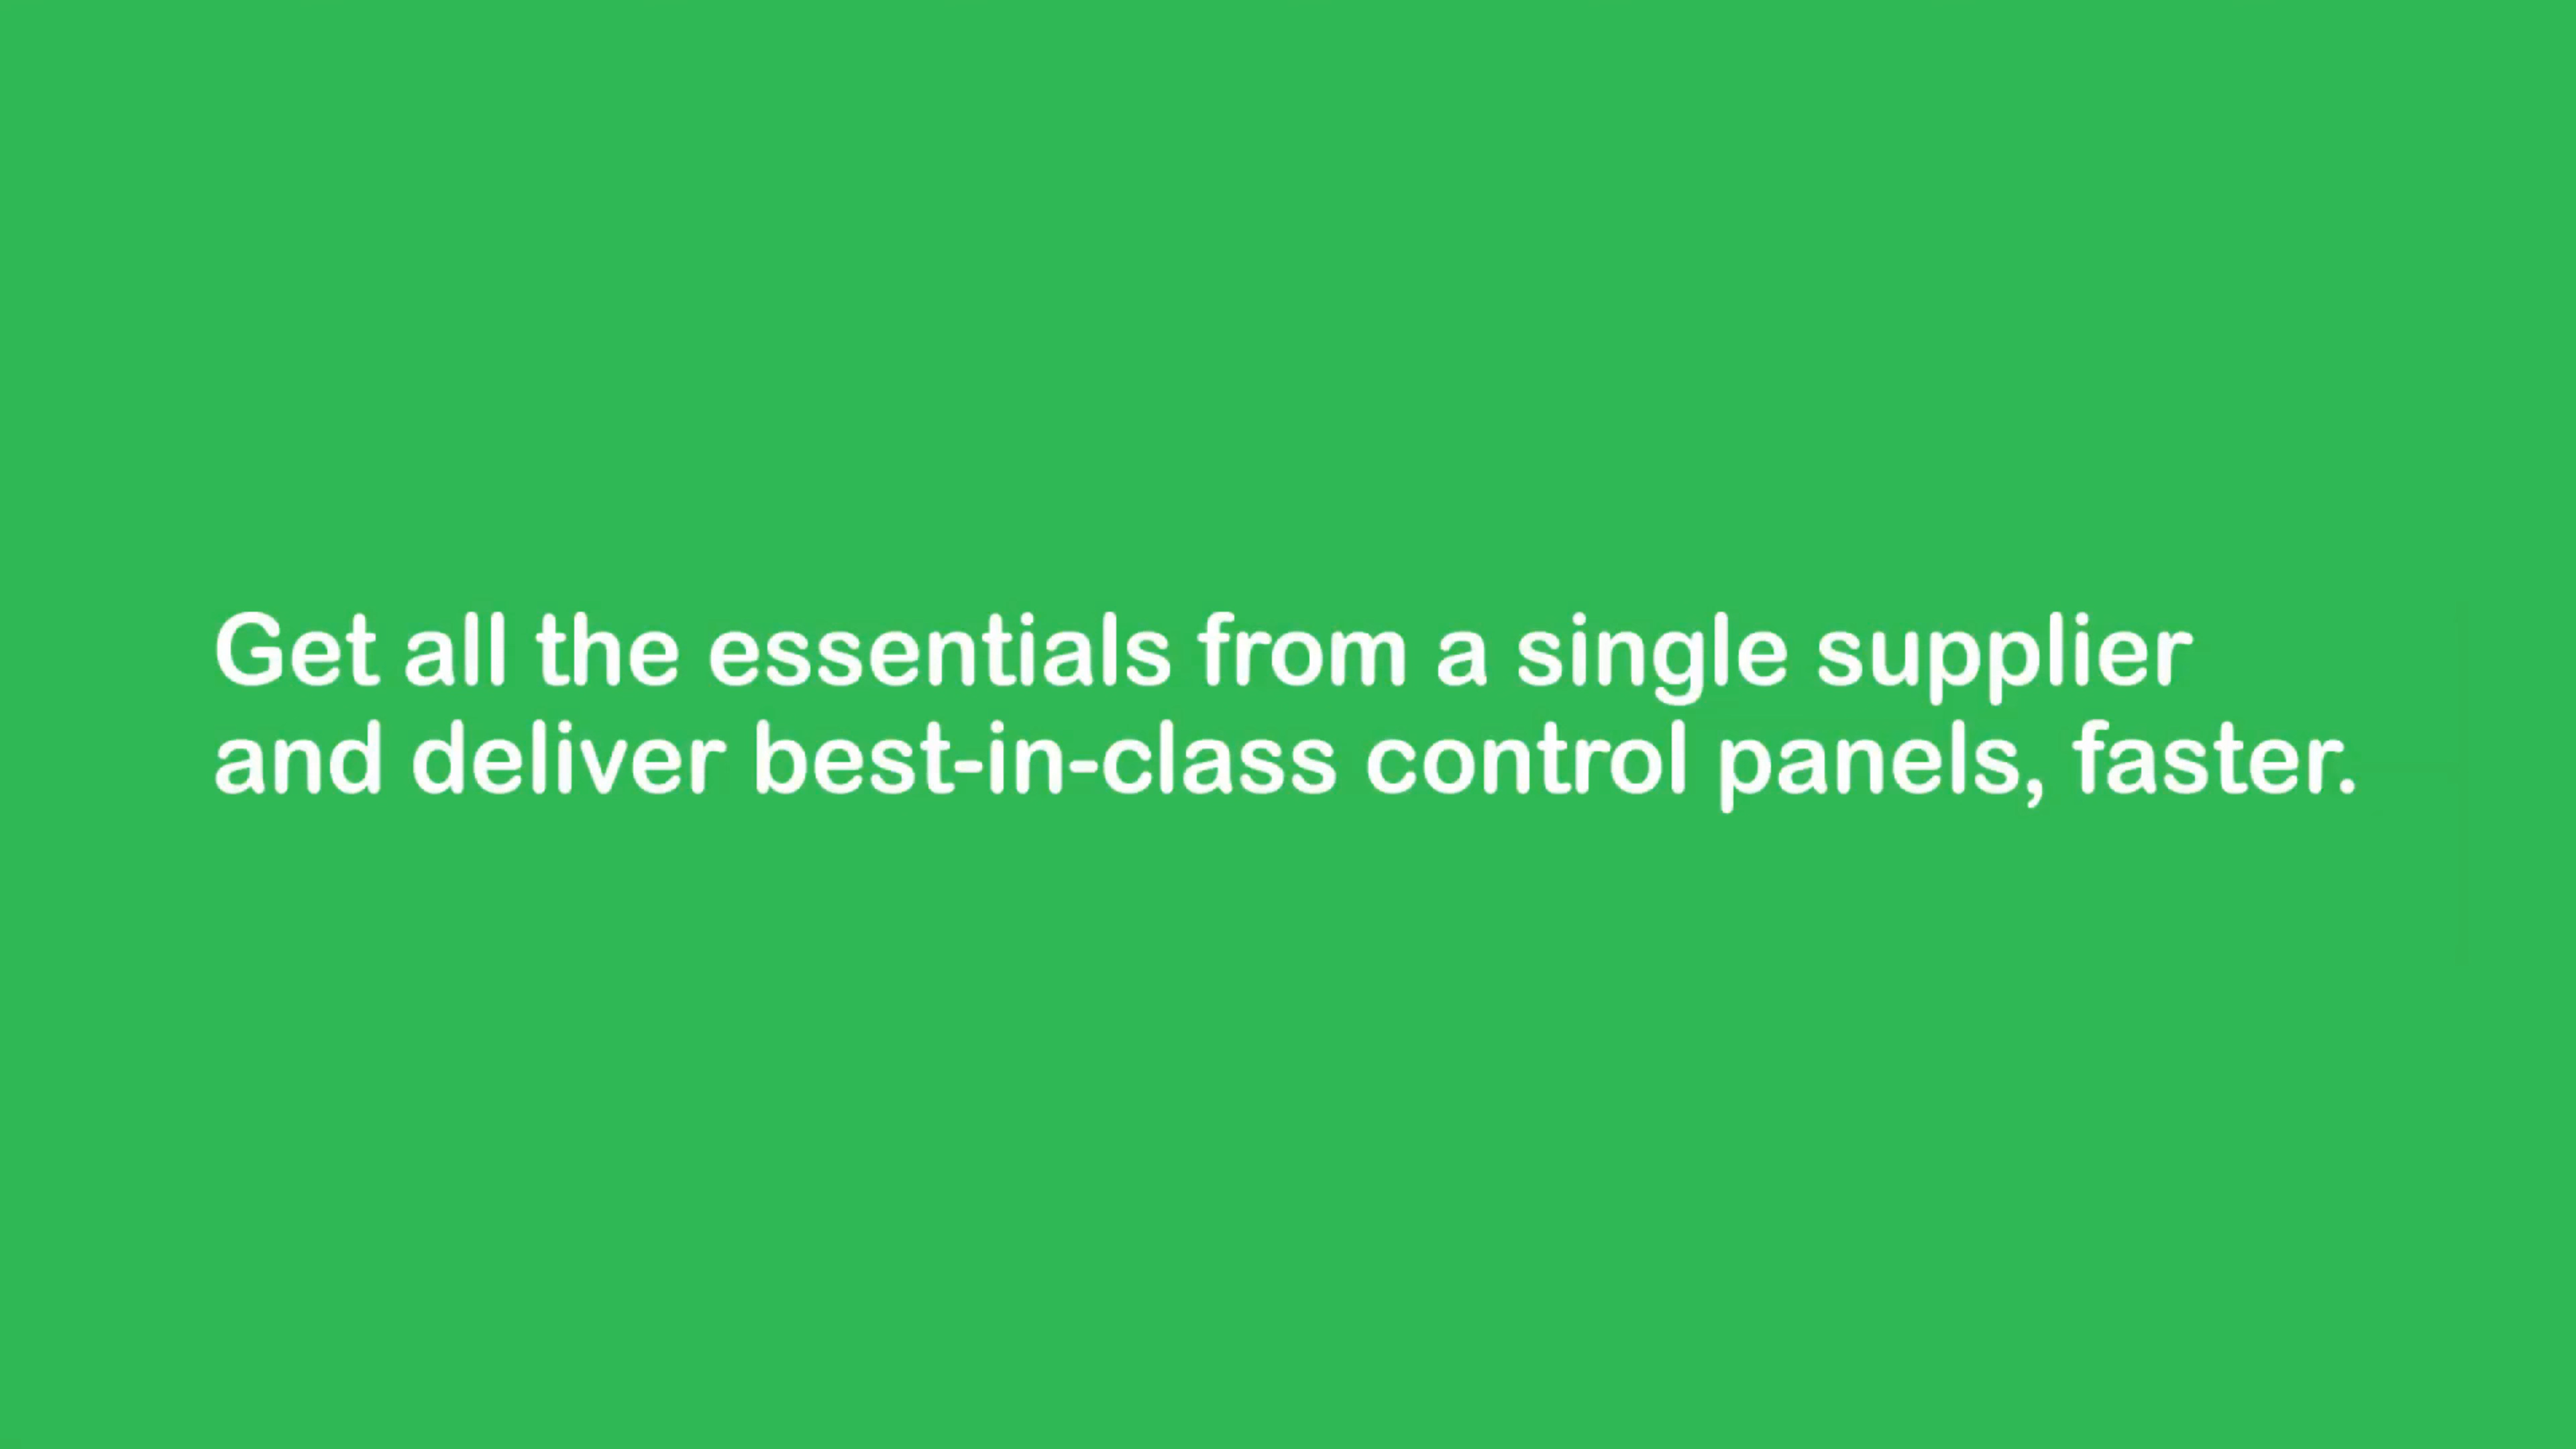 Get all the essentials from a single supplier
and deliver best-in-class control panels, faster.